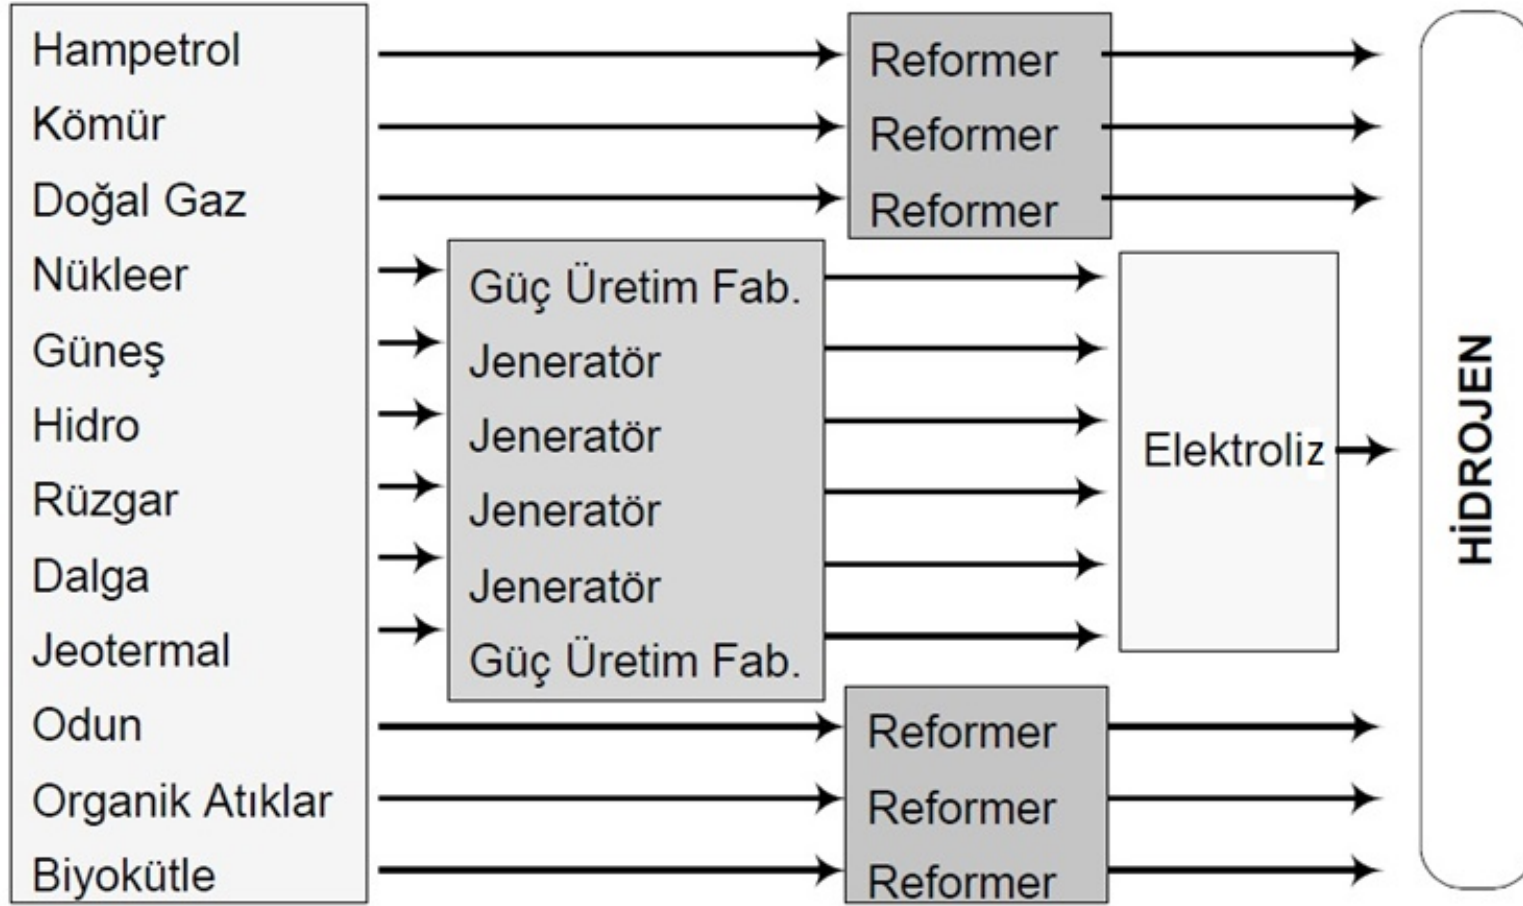 Hampetrol
Kömür
Doğal Gaz
Nükleer
Güneş
Hidro
Rüzgar
Dalga
Jeotermal
Odun
Organik Atıklar
Biyokütle
Güç Üretim Fab.
Jeneratör
Jeneratör
Jeneratör
Jeneratör
Güç Üretim Fab.
Reformer
Reformer
Reformer
Reformer
Reformer
Reformer
Elektroliz
HİDROJEN